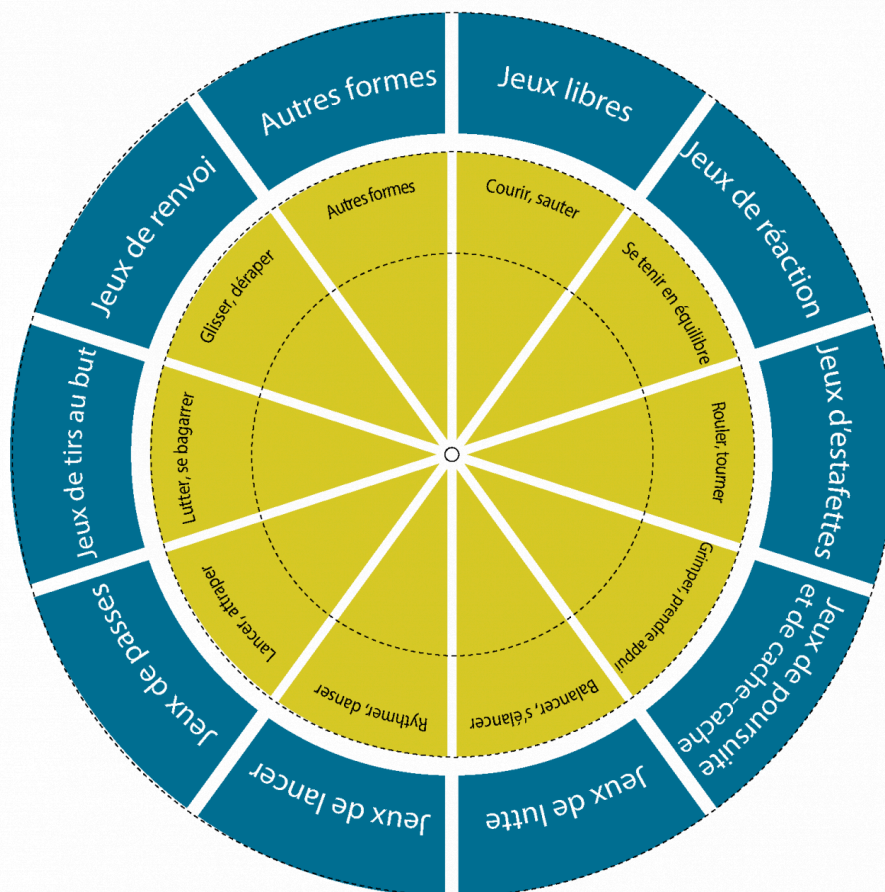 Jeux libres
Jeux de réaction
Jeux d'estafettes
Jeux de poursuite
et de cache-cache
Jeux de lutte
Jeux de lancer
Jeux de passes
Jeux de tirs au but
Jeux de renvoi
Autres formes
Courir, sauter
Se tenir en équilibre
Rouler, tourner
Grimper, prendre appui
Balancer, s'élancer
Rythmer, danser
Lancer, attraper
Lutter, se bagarrer
Glisser, déraper
Autres formes